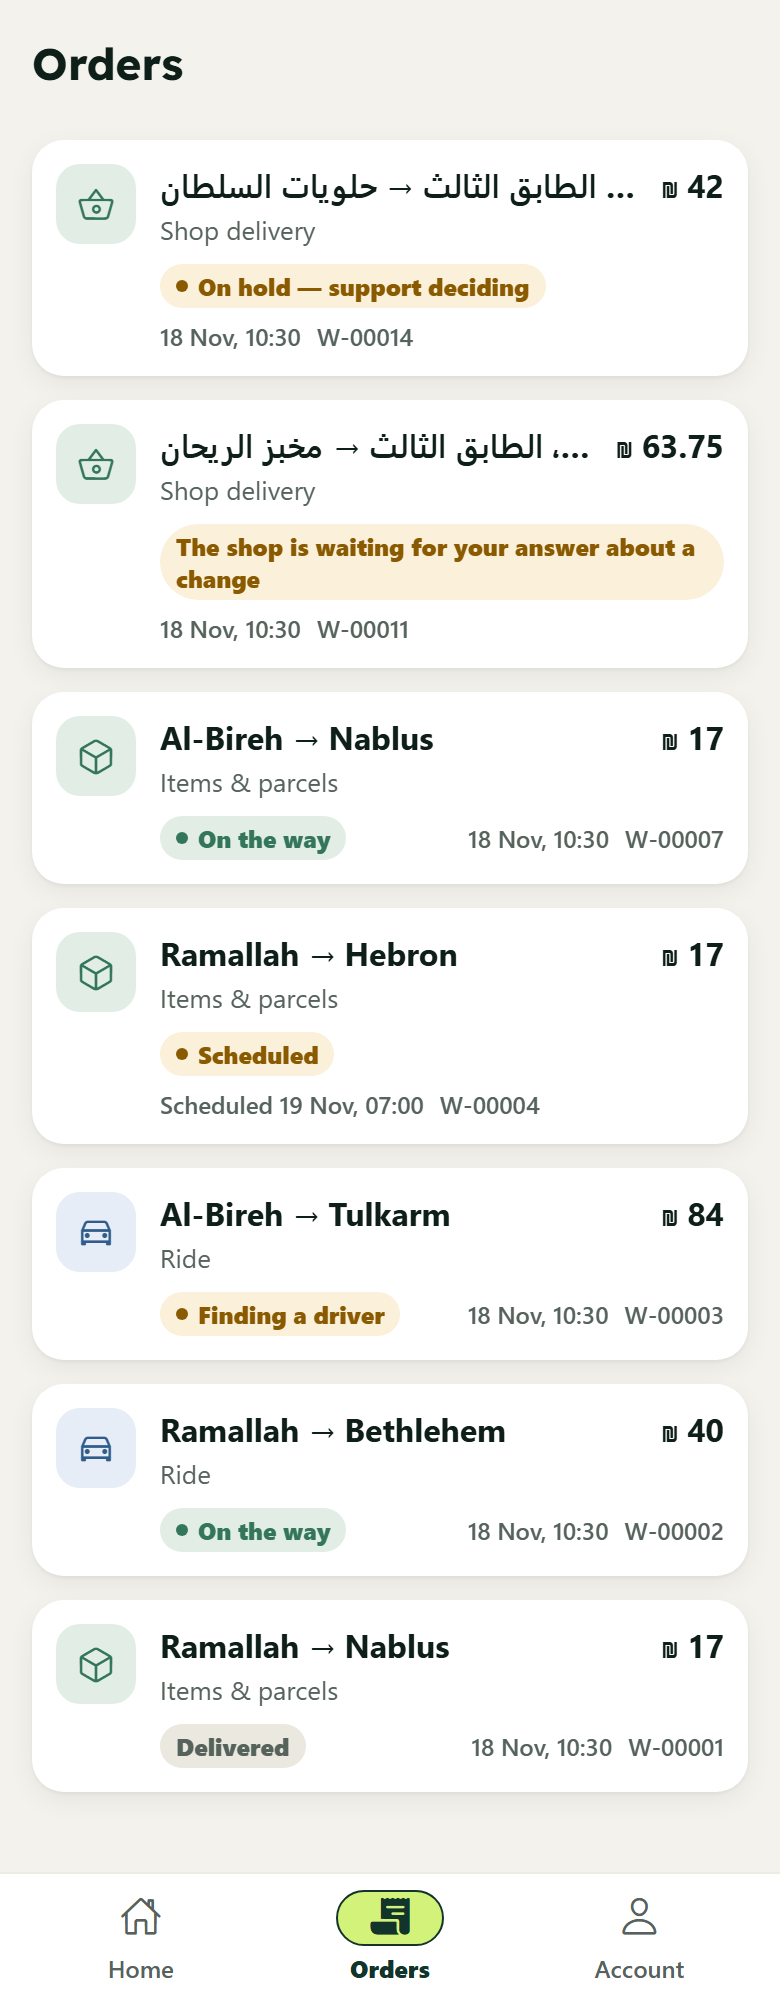 Orders
حلويات السلطان → الطابق الثالث ...
₪ 42
Shop delivery
On hold — support deciding
18 Nov, 10:30 W-00014
مخبز الريحان → الطابق الثالث ،...
₪ 63.75
Shop delivery
The shop is waiting for your answer about a
change
18 Nov, 10:30 W-00011
Al-Bireh → Nablus
₪ 17
Items & parcels
On the way
18 Nov, 10:30 W-00007
Ramallah → Hebron
₪ 17
Items & parcels
Scheduled
Scheduled 19 Nov, 07:00 W-00004
Al-Bireh → Tulkarm
₪ 84
Ride
Finding a driver
18 Nov, 10:30 W-00003
Ramallah → Bethlehem
₪ 40
Ride
On the way
18 Nov, 10:30 W-00002
Ramallah → Nablus
₪ 17
Items & parcels
Delivered
18 Nov, 10:30 W-00001
Home
Orders
Account